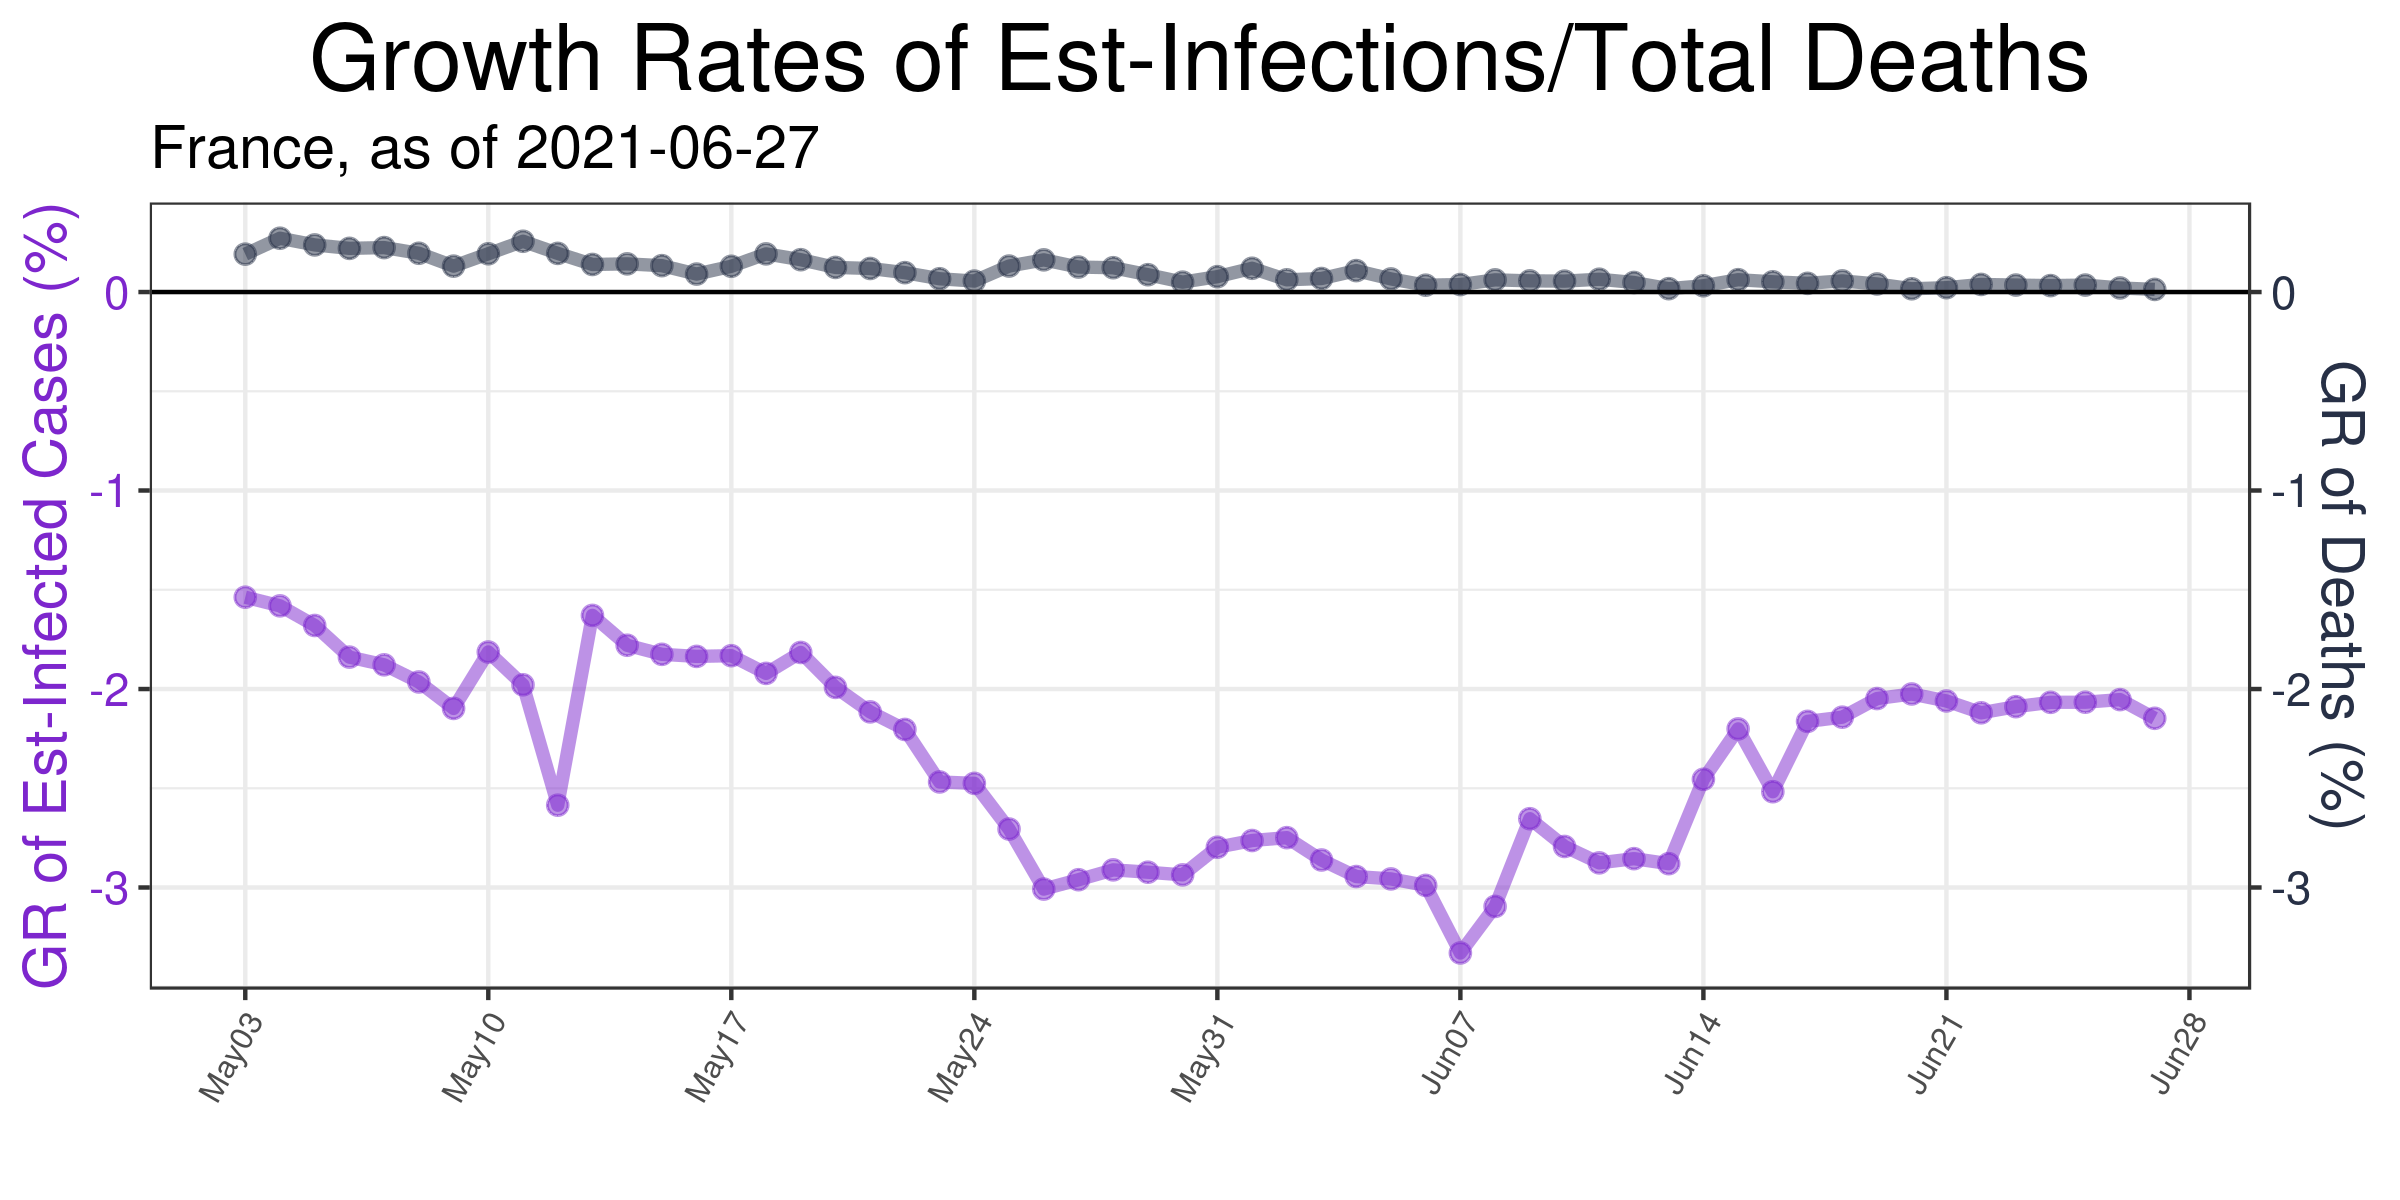 Growth Rates of Est-Infections/Total Deaths
France, as of 2021-06-27
GR of Est-Infected Cases (%)
0
-1
-2
-3
0
-1
-2
-3
GR of Deaths (%)
May03
May10
May17
May24
May31
Jun07
Jun14
Jun21
Jun28